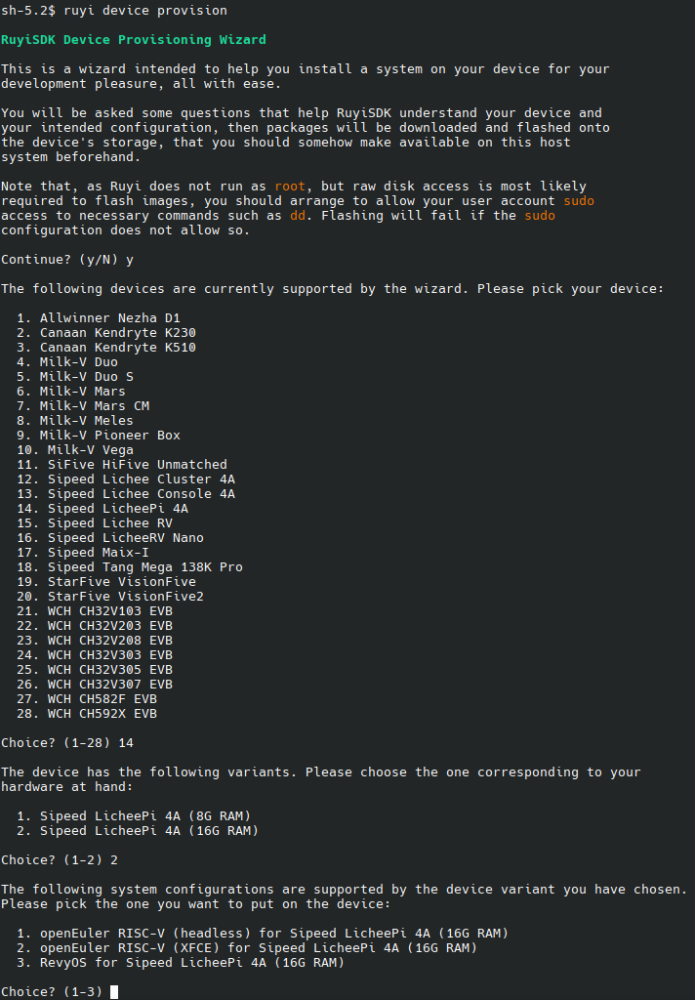 sh-5.2$ ruyi device provision
RuyiSDK Device Provisioning Wizard
This is a wizard intended to help you install a system on your device for your
development pleasure, all with ease.
You will be asked some questions that help RuyiSDK understand your device and
your intended configuration, then packages will be downloaded and flashed onto
the device's storage, that you should somehow make available on this host
system beforehand.
Note that, as Ruyi does not run as root, but raw disk access is most likely
required to flash images, you should arrange to allow your user account sudo
access to necessary commands such as dd. Flashing will fail if the sudo
configuration does not allow so.
Continue? (y/N) y
The following devices are currently supported by the wizard. Please pick your device:
1. Allwinner Nezha D1
2. Canaan Kendryte K230
3. Canaan Kendryte K510
4. Milk-V Duo
5. Milk-V Duo S
6. Milk-V Mars
7. Milk-V Mars CM
8. Milk-V Meles
9. Milk-V Pioneer Box
10. Milk-V Vega
11. SiFive HiFive Unmatched
12. Sipeed Lichee Cluster 4A
13. Sipeed Lichee Console 4A
14. Sipeed LicheePi 4A
15. Sipeed Lichee RV
16. Sipeed LicheeRV Nano
17. Sipeed Maix-I
18. Sipeed Tang Mega 138K Pro
19. StarFive VisionFive
20. StarFive VisionFive2
21. WCH CH32V103 EVB
22. WCH CH32V203 EVB
23. WCH CH32V208 EVB
24. WCH CH32V303 EVB
25. WCH CH32V305 EVB
26. WCH CH32V307 EVB
27. WCH CH582F EVB
28. WCH CH592X EVB
Choice? (1-28) 14
The device has the following variants. Please choose the one corresponding to your
hardware at hand:
1. Sipeed LicheePi 4A (8G RAM)
2. Sipeed LicheePi 4A (16G RAM)
Choice? (1-2) 2
The following system configurations are supported by the device variant you have chosen.
Please pick the one you want to put on the device:
1. openEuler RISC-V (headless) for Sipeed LicheePi 4A (16G RAM)
2. openEuler RISC-V (XFCE) for Sipeed LicheePi 4A (16G RAM)
3. RevyOS for Sipeed LicheePi 4A (16G RAM)
Choice? (1-3)